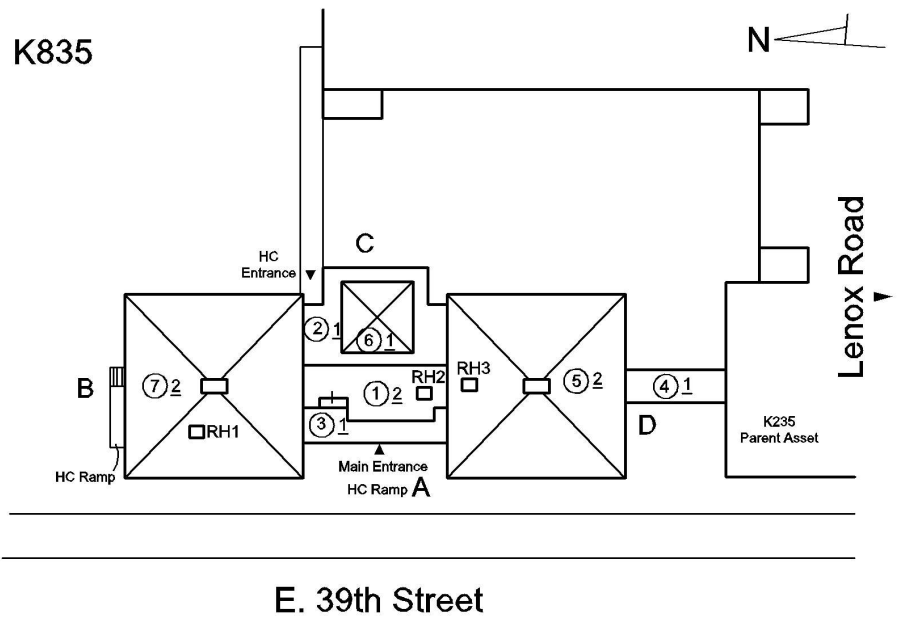 K835
N
HC
Entrance
C
Lenox Road
2 1
6 1
B
7 2
RH1
1 2
RH2
RH3
5 2
4 1
3 1
D
K235
Parent Asset
HC Ramp
Main Entrance
HC Ramp A
E. 39th Street